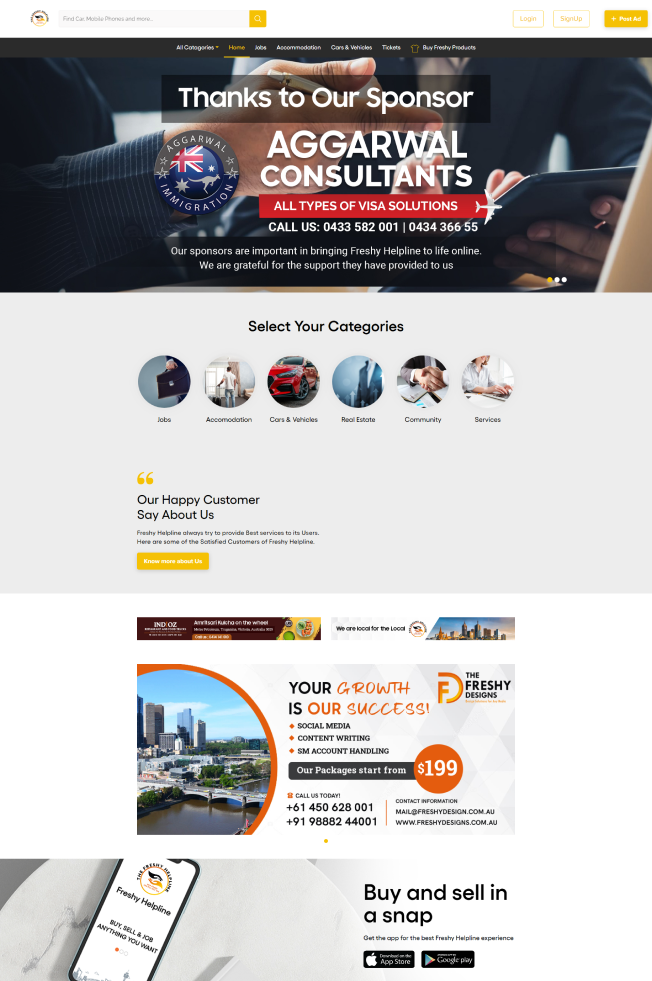 Find Car, Mobile Phones and more...
Login
SignUp
+ Post Ad
All Catagories
Home
Jobs
Accommodation
Cars & Vehicles
Tickets
Buy Freshy Products
Thanks to Our Sponsor
AGGARWAL
IMMIGRATION
AGGARWAL
CONSULTANTS
ALL TYPES OF VISA SOLUTIONS
CALL US: 0433 582 001 | 0434 366 55
Our sponsors are important in bringing Freshy Helpline to life online.
We are grateful for the support they have provided to us
Select Your Categories
Jobs
Accomodation
Cars & Vehicles
Real Estate
Community
Services
Our Happy Customer
Say About Us
Freshy Helpline always try to provide Best services to its Users.
Here are some of the Satisfied Customers of Freshy Helpline.
Know more about Us
INDIOZ
Amritsari Kulcha on the wheel
We are local for the Local
YOUR GROWTH
IS OUR SUCCESS!
THE
FRESHY
DESIGNS
SOCIAL MEDIA
CONTENT WRITING
SM ACCOUNT HANDLING
Our Packages start from
$199
CALL US TODAY!
+61 450 628 001
+91 98882 44001
CONTACT INFORMATION
MAIL@FRESHYDESIGN.COM.AU
WWW.FRESHYDESIGNS.COM.AU
THE FRESHY HELPLINE
Freshy Helpline
BUY, SELL & JOB
ANYTHING YOU WANT
Buy and sell in
a snap
Get the app for the best Freshy Helpline experience
Download on the
App Store
Google play